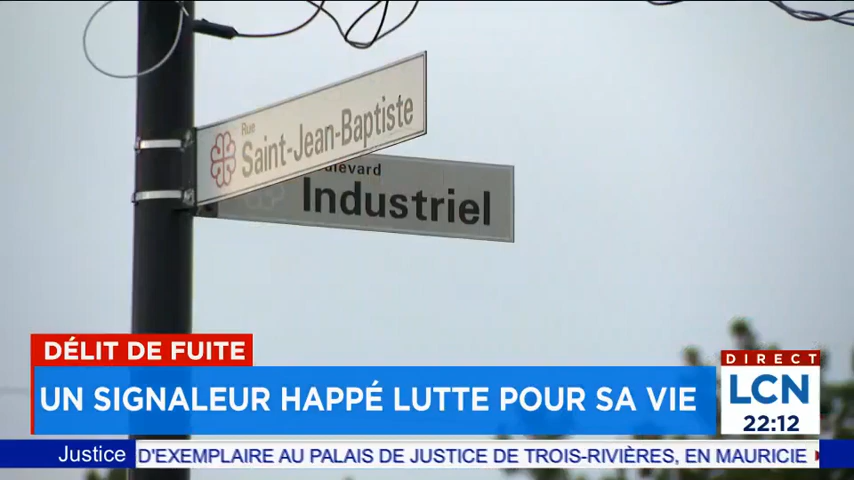 Rue
Saint-Jean-Baptiste
Industriel
DÉLIT DE FUITE
UN SIGNALEUR HAPPÉ LUTTE POUR SA VIE
DIRECT
LCN
22:12
Justice
D'EXEMPLAIRE AU PALAIS DE JUSTICE DE TROIS-RIVIÈRES, EN MAURICIE